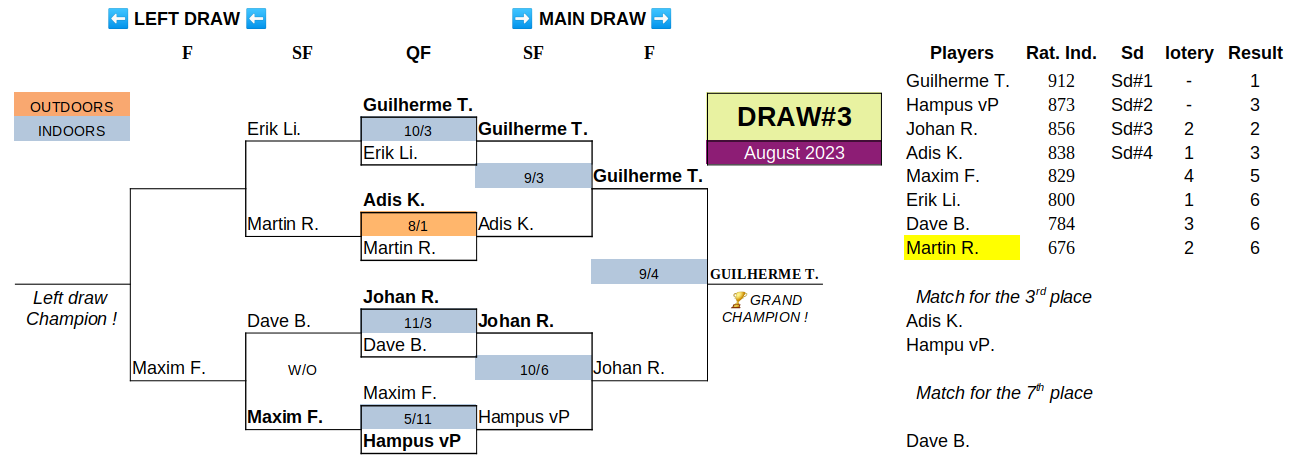 ⬅ LEFT DRAW ⬅ ➡ MAIN DRAW ➡
F SF QF SF F
Players Rat. Ind. Sd lotery Result
OUTDOORS
INDOORS
Erik Li.
Martin R.
Dave B.
W/O
Maxim F.
Maxim F.
Left draw
Champion !
Guilherme T.
10/3
Erik Li.
Adis K.
8/1
Martin R.
Johan R.
11/3
Dave B.
Maxim F.
5/11
Hampus vP
Guilherme T.
9/3
Adis K.
Johan R.
10/6
Hampus vP
Guilherme T.
9/4
Johan R.
GUILHERME T.
🏆 GRAND
CHAMPION !
DRAW#3
August 2023
Guilherme T. 912 Sd#1 - 1
Hampus vP 873 Sd#2 - 3
Johan R. 856 Sd#3 2 2
Adis K. 838 Sd#4 1 3
Maxim F. 829 4 5
Erik Li. 800 1 6
Dave B. 784 3 6
Martin R. 676 2 6
Match for the 3rd place
Adis K.
Hampu vP.
Match for the 7th place
Dave B.